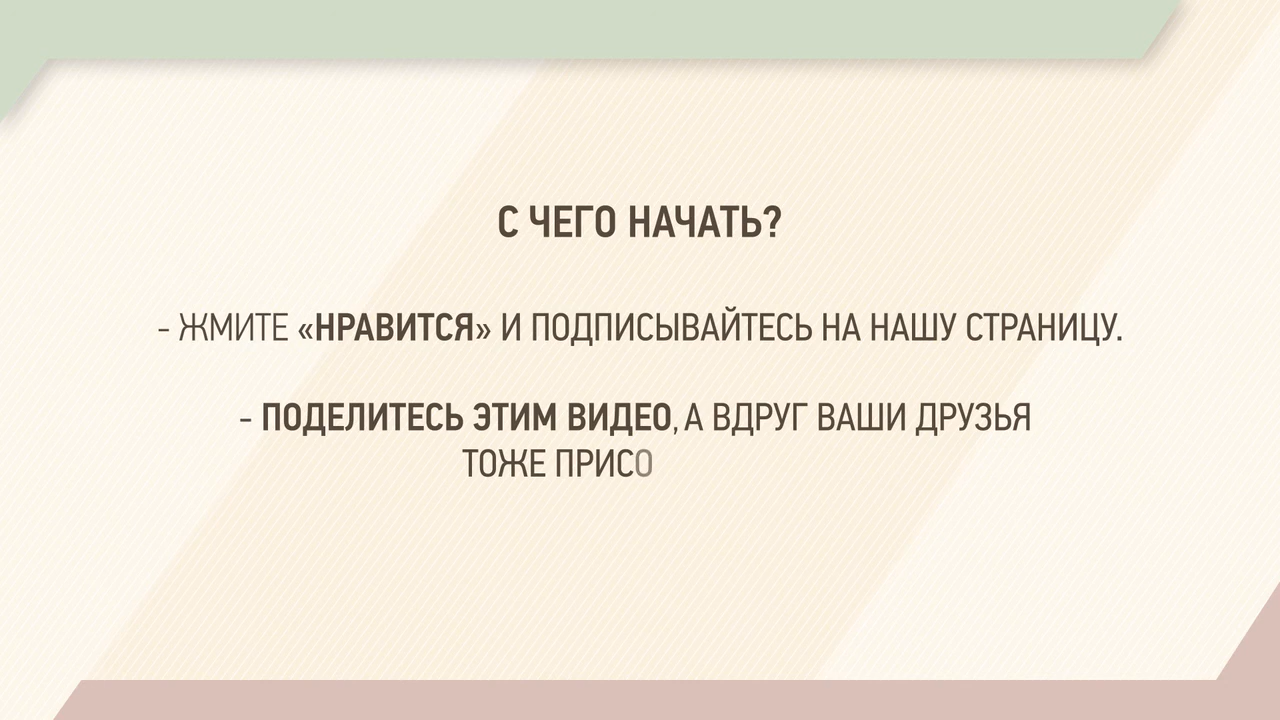 С ЧЕГО НАЧАТЬ?
- ЖМИТЕ «НРАВИТСЯ» И ПОДПИСЫВАЙТЕСЬ НА НАШУ СТРАНИЦУ.
- ПОДЕЛИТЕСЬ ЭТИМ ВИДЕО, А ВДРУГ ВАШИ ДРУЗЬЯ
ТОЖЕ ПРИСО